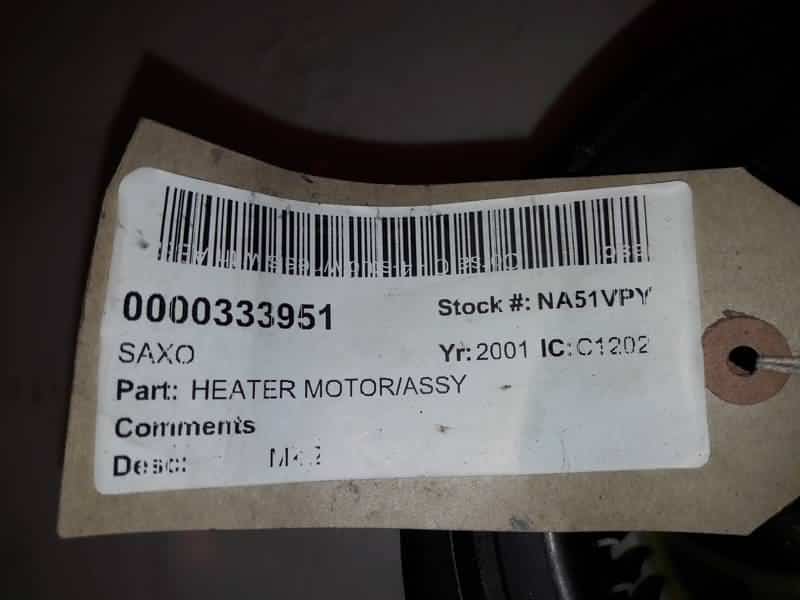 0000333951 Stock #: NA51VPY
SAXO Yr: 2001 IC: C1202
Part: HEATER MOTOR/ASSY
Comments
Desc: